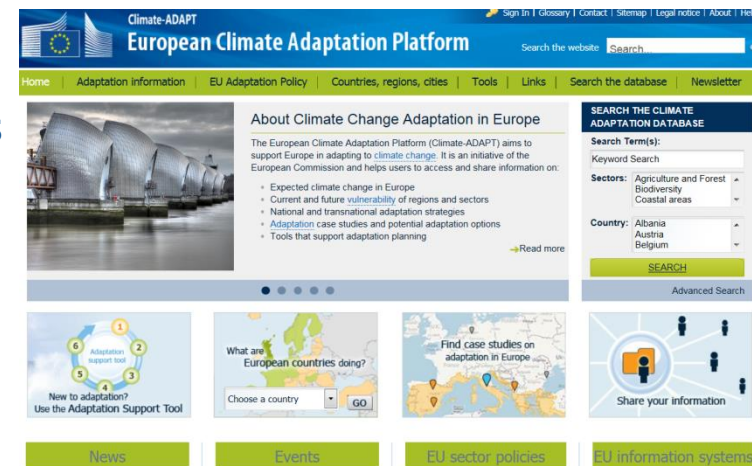 Climate-ADAPT
European Climate Adaptation Platform
Sign In | Glossary | Contact | Sitemap | Legal notice | About |
Search the website Search...
Home | Adaptation information | EU Adaptation Policy | Countries, regions, cities | Tools | Links | Search the database | Newsletter
About Climate Change Adaptation in Europe
The European Climate Adaptation Platform (Climate-ADAPT) aims to
support Europe in adapting to climate change. It is an initiative of the
European Commission and helps users to access and share information on:
Expected climate change in Europe
Current and future vulnerability of regions and sectors
National and transnational adaptation strategies
Adaptation case studies and potential adaptation options
Tools that support adaptation planning
Read more
SEARCH THE CLIMATE
ADAPTATION DATABASE
Search Term(s):
Keyword Search
Sectors: Agriculture and Forest
Biodiversity
Coastal areas
Country: Albania
Austria
Belgium
SEARCH
Advanced Search
1
2
3
4
5
6
Adaptation
support tool
New to adaptation?
Use the Adaptation Support Tool
What are
European countries doing?
Choose a country GO
Find case studies on
adaptation in Europe
Share your information
News
Events
EU sector policies
EU information systems